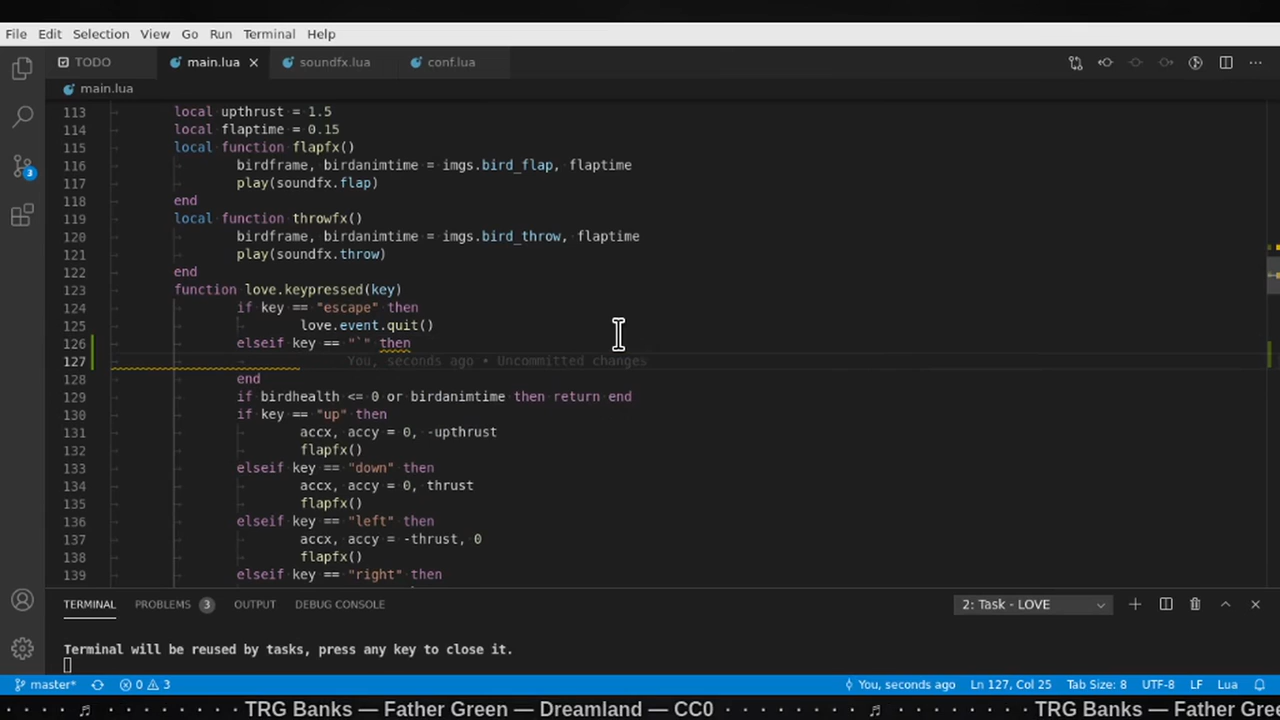 File Edit Selection View Go Run Terminal Help
TODO main.lua soundfx.lua conf.lua
main.lua
113 local upthrust = 1.5
114 local flaptime = 0.15
115 local function flapfx()
116 birdframe, birdanimtime = imgs.bird_flap, flaptime
117 play(soundfx.flap)
118 end
119 local function throwfx()
120 birdframe, birdanimtime = imgs.bird_throw, flaptime
121 play(soundfx.throw)
122 end
123 function love.keypressed(key)
124 if key == "escape" then
125 love.event.quit()
126 elseif key == "`" then
127 You, seconds ago • Uncommitted changes
128 end
129 if birdhealth <= 0 or birdanimtime then return end
130 if key == "up" then
131 accx, accy = 0, -upthrust
132 flapfx()
133 elseif key == "down" then
134 accx, accy = 0, thrust
135 flapfx()
136 elseif key == "left" then
137 accx, accy = -thrust, 0
138 flapfx()
139 elseif key == "right" then
3
TERMINAL PROBLEMS 3 OUTPUT DEBUG CONSOLE 2: Task - LOVE
Terminal will be reused by tasks, press any key to close it.
master* 0 3 You, seconds ago Ln 127, Col 25 Tab Size: 8 UTF-8 LF Lua
TRG Banks — Father Green — Dreamland — CC0 · · · · · · · ♬ · · · · · · · TRG Banks — Father Gree